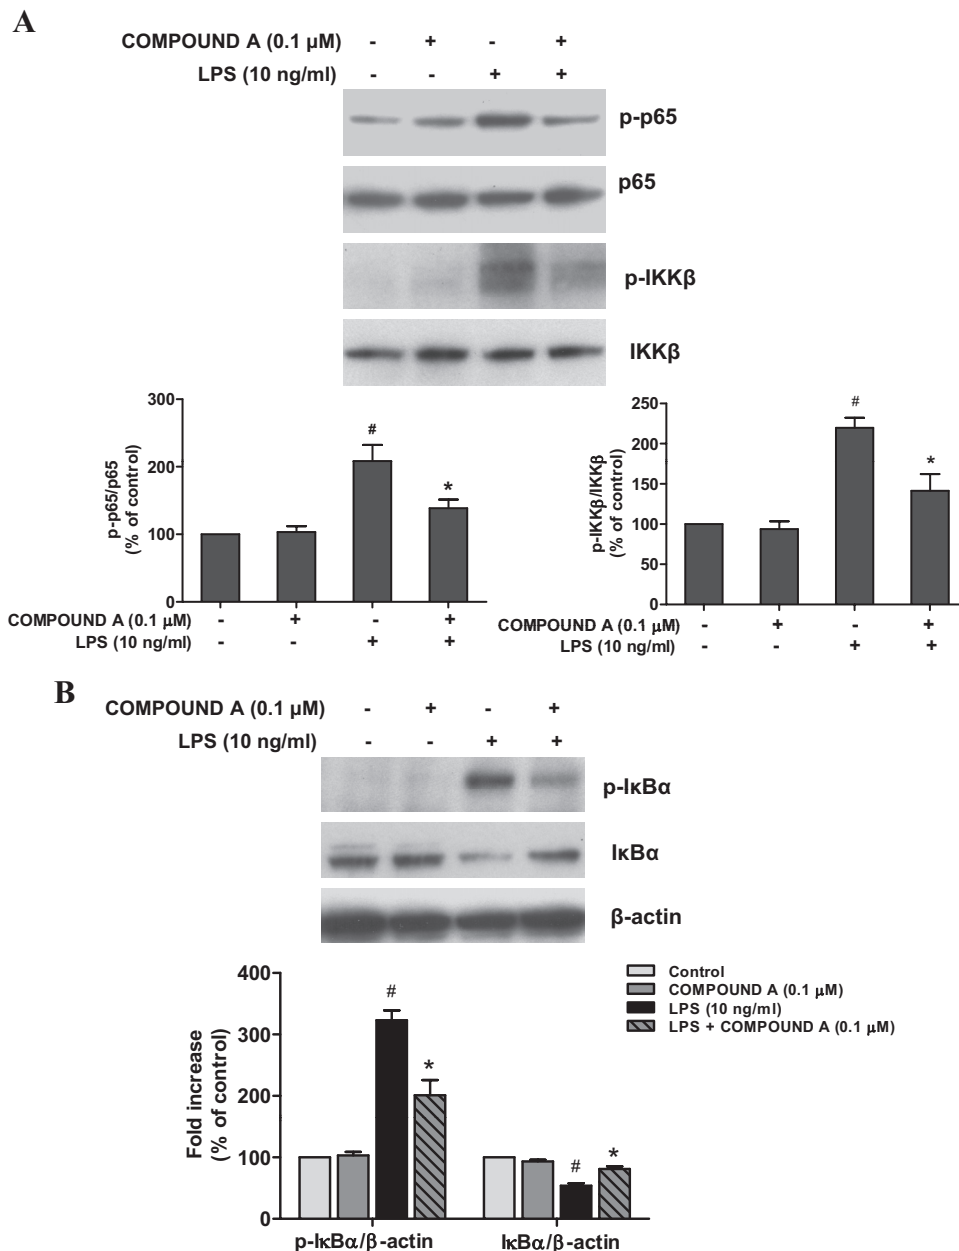 A
COMPOUND A (0.1 μM) - + - +
LPS (10 ng/ml) - - + +
p-p65
p65
p-IKKβ
IKKβ
p-p65/p65
(% of control)
300
200
100
0
#
*
COMPOUND A (0.1 μM) - + - +
LPS (10 ng/ml) - - + +
p-IKKβ/IKKβ
(% of control)
250
200
150
100
50
0
#
*
COMPOUND A (0.1 μM) - + - +
LPS (10 ng/ml) - - + +
B
COMPOUND A (0.1 μM) - + - +
LPS (10 ng/ml) - - + +
p-IκBα
IκBα
β-actin
Fold increase
(% of control)
400
300
200
100
0
#
*
#
*
p-IκBα/β-actin
IκBα/β-actin
Control
COMPOUND A (0.1 μM)
LPS (10 ng/ml)
LPS + COMPOUND A (0.1 μM)